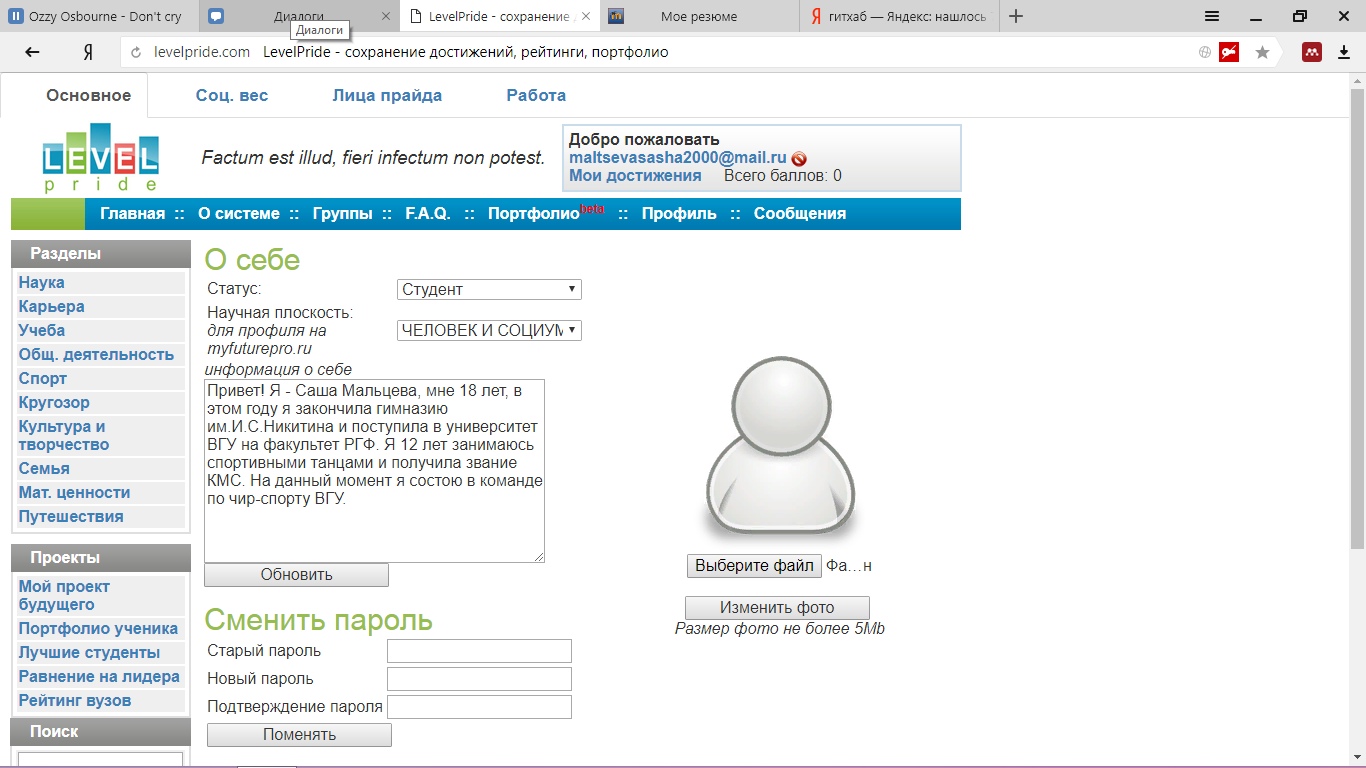 Ozzy Osbourne - Don't cry
Диалоги
LevelPride - сохранение
Мое резюме
гитхаб — Яндекс: нашлось
Диалоги
levelpride.com LevelPride - сохранение достижений, рейтинги, портфолио
Основное
Соц. вес
Лица прайда
Работа
LEVEL
pride
Factum est illud, fieri infectum non potest.
Добро пожаловать
maltsevasasha2000@mail.ru
Мои достижения Всего баллов: 0
Главная :: О системе :: Группы :: F.A.Q. :: Портфолио beta :: Профиль :: Сообщения
Разделы
Наука
Карьера
Учеба
Общ. деятельность
Спорт
Кругозор
Культура и
творчество
Семья
Мат. ценности
Путешествия
Проекты
Мой проект
будущего
Портфолио ученика
Лучшие студенты
Равнение на лидера
Рейтинг вузов
Поиск
О себе
Статус:
Студент
Научная плоскость:
для профиля на
myfuturepro.ru
ЧЕЛОВЕК И СОЦИУМ
информация о себе
Привет! Я - Саша Мальцева, мне 18 лет, в
этом году я закончила гимназию
им.И.С.Никитина и поступила в университет
ВГУ на факультет РГФ. Я 12 лет занимаюсь
спортивными танцами и получила звание
КМС. На данный момент я состою в команде
по чир-спорту ВГУ.
Обновить
Сменить пароль
Старый пароль
Новый пароль
Подтверждение пароля
Поменять
Выберите файл Фа…н
Изменить фото
Размер фото не более 5Mb